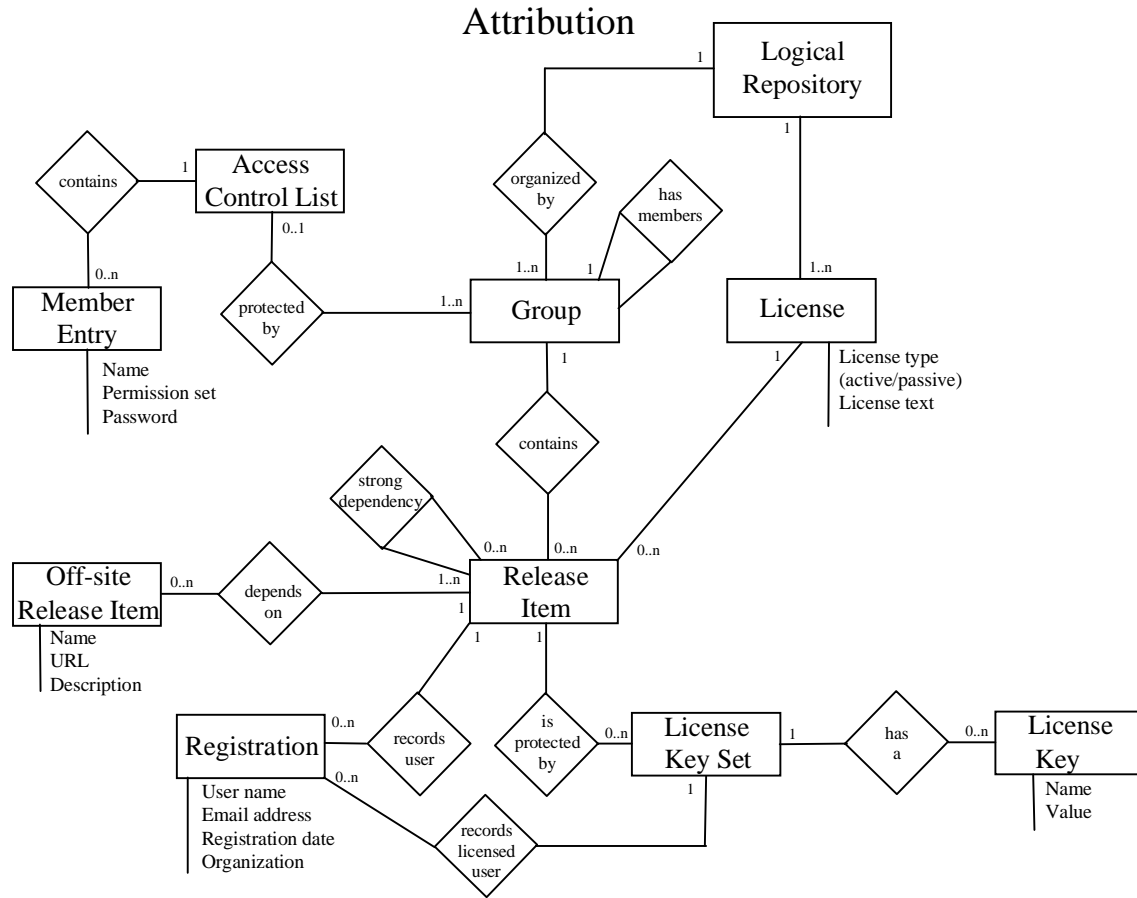 Attribution
1
Logical
Repository
1
contains
1
Access
Control List
0..1
organized
by
has
members
0..n
1..n
1
1..n
Member
Entry
protected
by
1..n
Group
License
1
1
Name
Permission set
Password
License type
(active/passive)
License text
contains
strong
dependency
0..n
0..n
0..n
Off-site
Release Item
0..n
depends
on
1..n
1
Release
Item
Name
URL
Description
1
1
Registration
0..n
0..n
records
user
is
protected
by
0..n
License
Key Set
1
1
has
a
0..n
License
Key
User name
Email address
Registration date
Organization
records
licensed
user
Name
Value